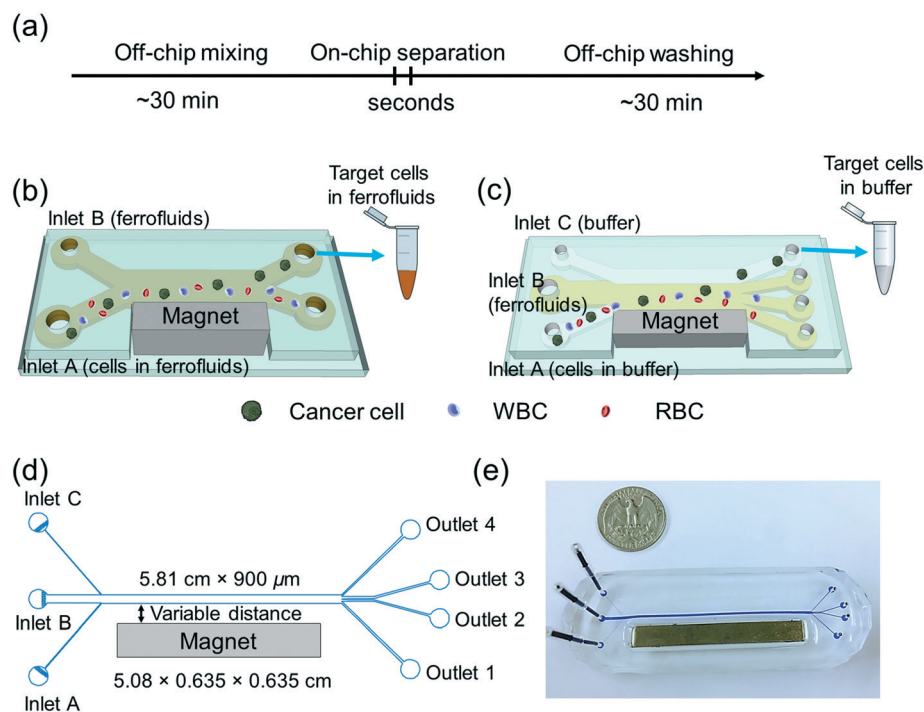 (a)
Off-chip mixing
On-chip separation
Off-chip washing
~30 min
seconds
~30 min
(b)
Target cells
in ferrofluids
Inlet B (ferrofluids)
Magnet
Inlet A (cells in ferrofluids)
(c)
Target cells
in buffer
Inlet C (buffer)
Inlet B
(ferrofluids)
Magnet
Inlet A (cells in buffer)
Cancer cell
WBC
RBC
(d)
Inlet C
Inlet B
Inlet A
5.81 cm × 900 µm
Variable distance
Magnet
5.08 × 0.635 × 0.635 cm
Outlet 4
Outlet 3
Outlet 2
Outlet 1
(e)